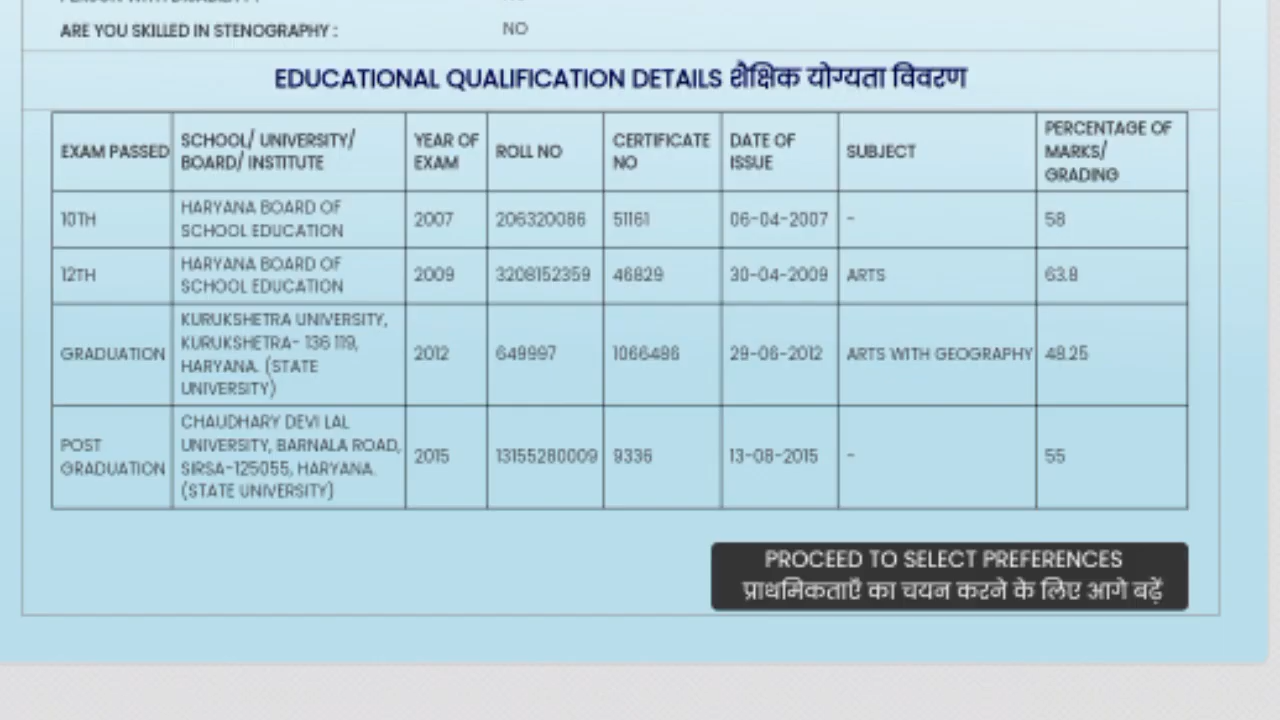 ARE YOU SKILLED IN STENOGRAPHY : NO
EDUCATIONAL QUALIFICATION DETAILS शैक्षिक योग्यता विवरण
EXAM PASSED SCHOOL/ UNIVERSITY/ BOARD/ INSTITUTE YEAR OF EXAM ROLL NO CERTIFICATE NO DATE OF ISSUE SUBJECT PERCENTAGE OF MARKS/ GRADING
10TH HARYANA BOARD OF SCHOOL EDUCATION 2007 206320086 51161 06-04-2007 - 58
12TH HARYANA BOARD OF SCHOOL EDUCATION 2009 3208152359 46829 30-04-2009 ARTS 63.8
GRADUATION KURUKSHETRA UNIVERSITY, KURUKSHETRA- 136 119, HARYANA. (STATE UNIVERSITY) 2012 649997 1066486 29-06-2012 ARTS WITH GEOGRAPHY 48.25
POST GRADUATION CHAUDHARY DEVI LAL UNIVERSITY, BARNALA ROAD, SIRSA-125055, HARYANA. (STATE UNIVERSITY) 2015 13155280009 9336 13-08-2015 - 55
PROCEED TO SELECT PREFERENCES
प्राथमिकताएँ का चयन करने के लिए आगे बढ़ें